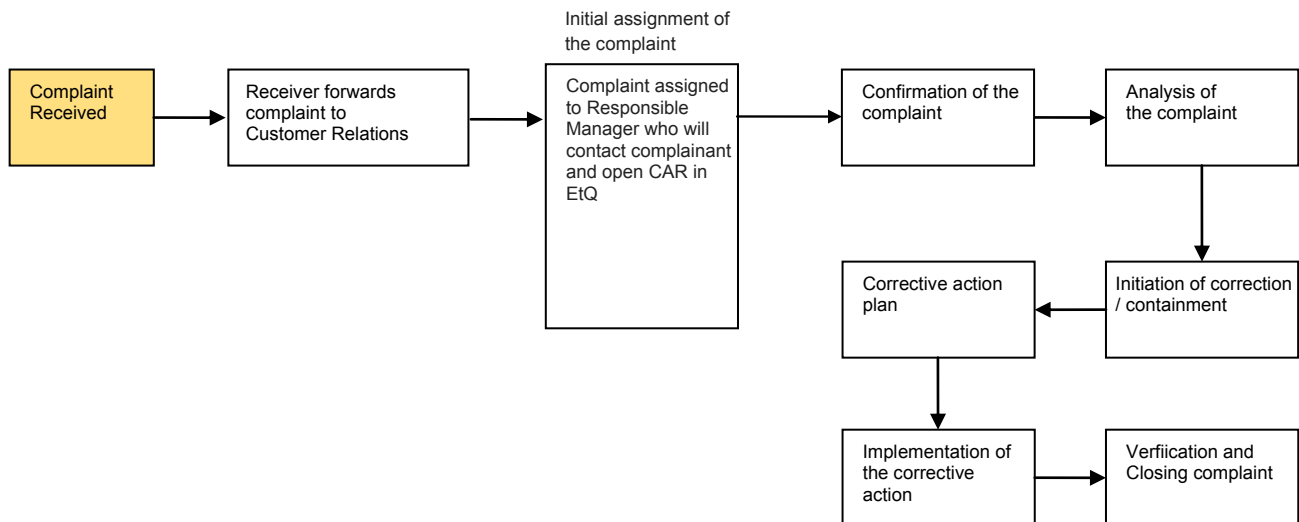 Initial assignment of
the complaint
Complaint
Received
Receiver forwards
complaint to
Customer Relations
Complaint assigned
to Responsible
Manager who will
contact complainant
and open CAR in
EtQ
Confirmation of the
complaint
Analysis of
the complaint
Initiation of correction
/ containment
Corrective action
plan
Implementation of
the corrective
action
Verfiication and
Closing complaint